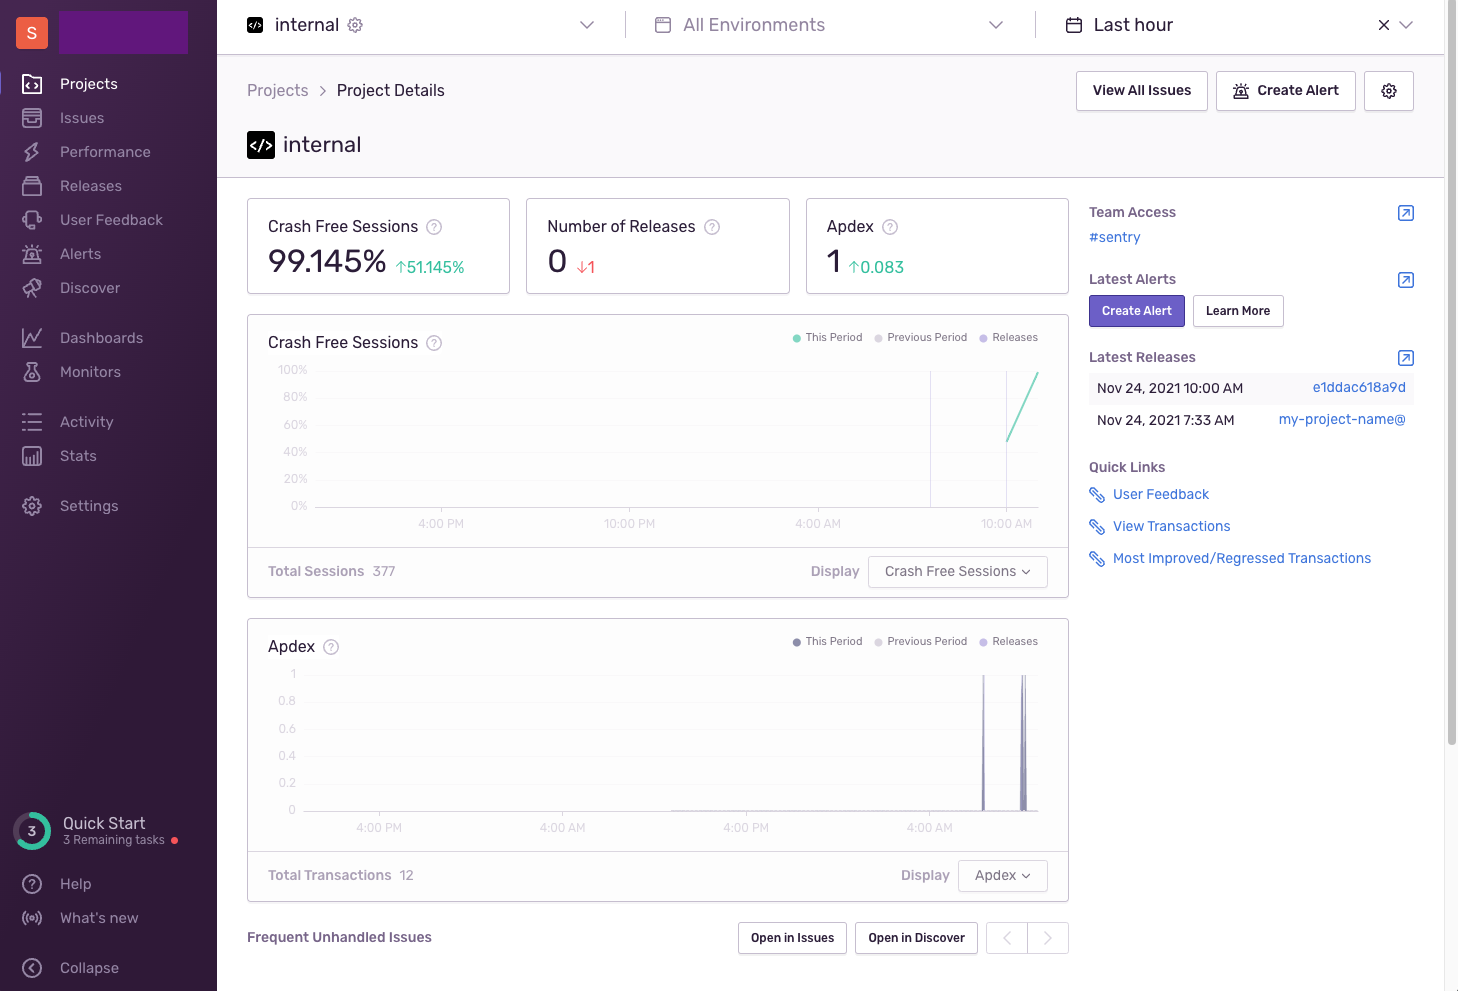 S
internal
All Environments
Last hour
Projects
Issues
Performance
Releases
User Feedback
Alerts
Discover
Dashboards
Monitors
Activity
Stats
Settings
3
Quick Start
3 Remaining tasks
Help
What's new
Collapse
Projects > Project Details
View All Issues
Create Alert
</> internal
Crash Free Sessions ?
99.145% ↑51.145%
Number of Releases ?
0 ↓1
Apdex ?
1 ↑0.083
Crash Free Sessions ?
This Period Previous Period Releases
100%
80%
60%
40%
20%
0%
4:00 PM 10:00 PM 4:00 AM 10:00 AM
Total Sessions 377
Display Crash Free Sessions
Apdex ?
This Period Previous Period Releases
1
0.8
0.6
0.4
0.2
0
4:00 PM 4:00 AM 4:00 PM 4:00 AM
Total Transactions 12
Display Apdex
Frequent Unhandled Issues
Open in Issues
Open in Discover
Team Access
#sentry
Latest Alerts
Create Alert
Learn More
Latest Releases
Nov 24, 2021 10:00 AM e1ddac618a9d
Nov 24, 2021 7:33 AM my-project-name@
Quick Links
User Feedback
View Transactions
Most Improved/Regressed Transactions